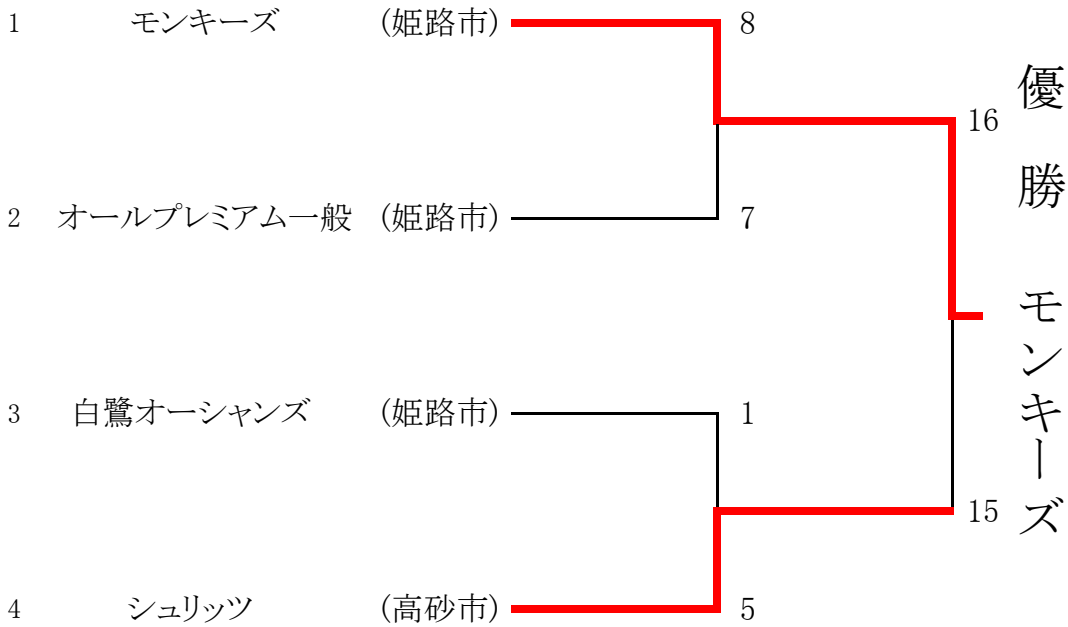 1 モンキーズ (姫路市) 8
16
2 オールプレミアム一般 (姫路市) 7
3 白鷺オーシャンズ (姫路市) 1
15
4 シュリッツ (高砂市) 5
優勝 モンキーズ